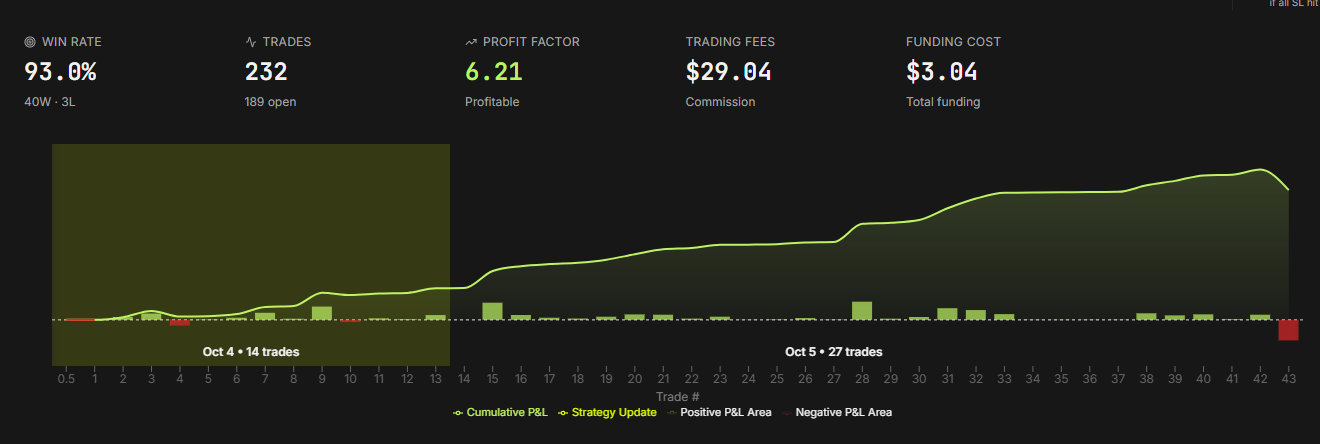 if all SL hit
WIN RATE
TRADES
PROFIT FACTOR
TRADING FEES
FUNDING COST
93.0%
232
6.21
$29.04
$3.04
40W · 3L
189 open
Profitable
Commission
Total funding
Oct 4 • 14 trades
Oct 5 • 27 trades
0.5 1 2 3 4 5 6 7 8 9 10 11 12 13 14 15 16 17 18 19 20 21 22 23 24 25 26 27 28 29 30 31 32 33 34 35 36 37 38 39 40 41 42 43
Trade #
Cumulative P&L Strategy Update Positive P&L Area Negative P&L Area